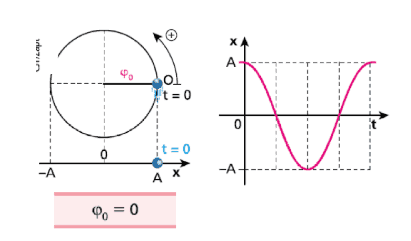 ⊕
φ₀
O
t = 0
t = 0
0
–A
A
x
φ₀ = 0
x
A
0
t
–A